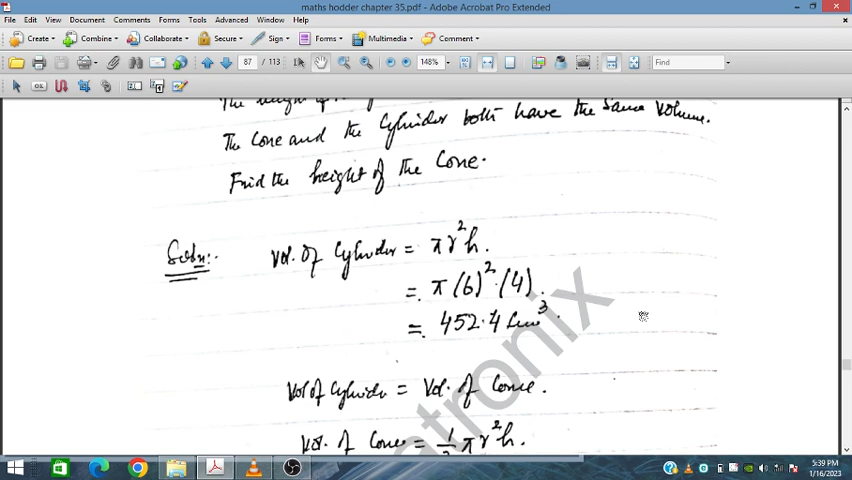 maths hodder chapter 35.pdf - Adobe Acrobat Pro Extended
File Edit View Document Comments Forms Tools Advanced Window Help
Create Combine Collaborate Secure Sign Forms Multimedia Comment
87 / 113 148% Find
The height of
The Cone and the Cylinder both have the same Volume.
Find the height of the Cone.
Soln:. Vol. Of Cylinder = πr²h.
= π(6)²·(4).
= 452.4 cm³.
Vol of Cylinder = Vol. of Cone.
Vol. of Cone = 1/3 πr²h.
atronix
5:39 PM
1/16/2023